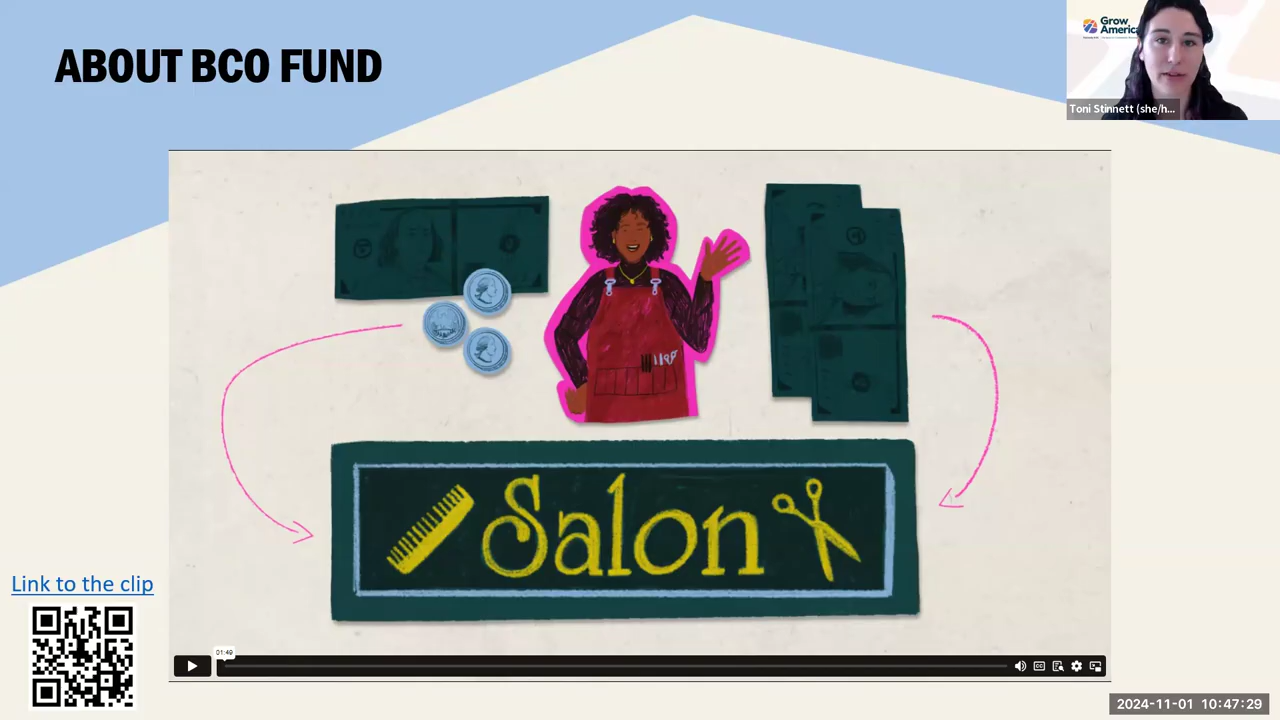 ABOUT BCO FUND
Grow
America
Toni Stinnett (she/h...
Salon
Link to the clip
01:49
CC
2024-11-01 10:47:29